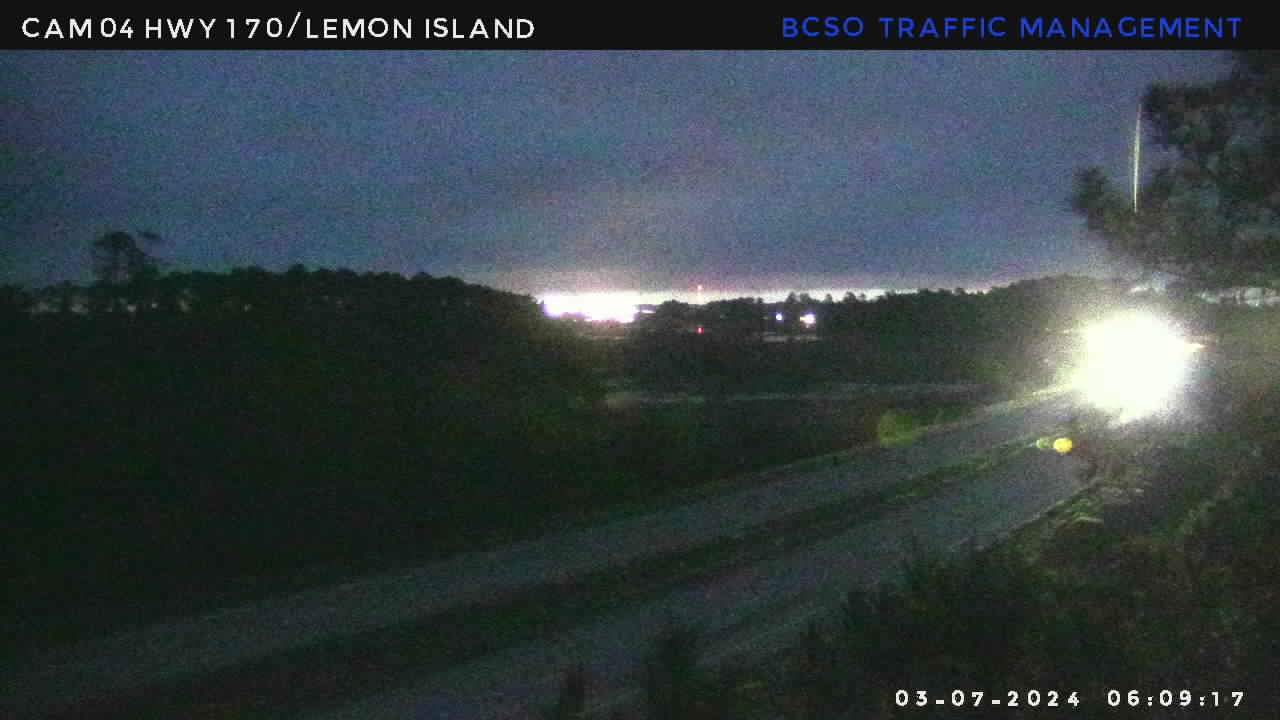 CAM04 HWY 170/LEMON ISLAND
BCSO TRAFFIC MANAGEMENT
03-07-2024 06:09:17